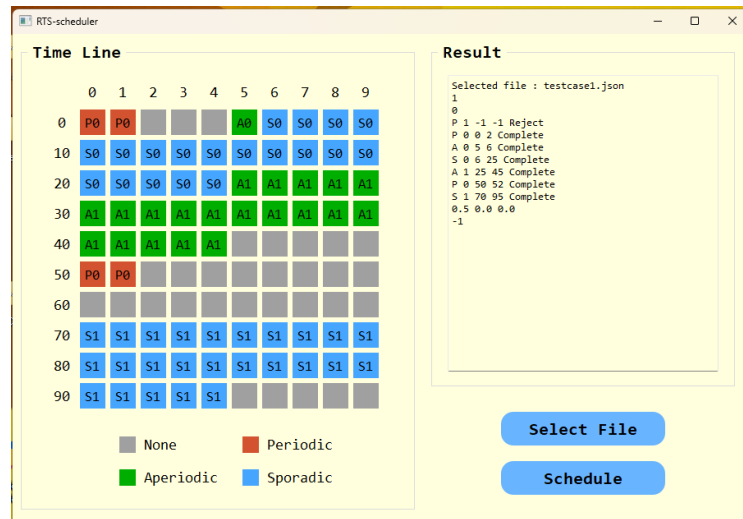 RTS-scheduler
Time Line
0 1 2 3 4 5 6 7 8 9
0 P0 P0 A0 S0 S0 S0 S0
10 S0 S0 S0 S0 S0 S0 S0 S0 S0 S0
20 S0 S0 S0 S0 S0 A1 A1 A1 A1 A1
30 A1 A1 A1 A1 A1 A1 A1 A1 A1 A1
40 A1 A1 A1 A1 A1
50 P0 P0
60
70 S1 S1 S1 S1 S1 S1 S1 S1 S1 S1
80 S1 S1 S1 S1 S1 S1 S1 S1 S1 S1
90 S1 S1 S1 S1 S1
None Periodic
Aperiodic Sporadic
Result
Selected file : testcase1.json
1
0
P 1 -1 -1 Reject
P 0 0 2 Complete
A 0 5 6 Complete
S 0 6 25 Complete
A 1 25 45 Complete
P 0 50 52 Complete
S 1 70 95 Complete
0.5 0.0 0.0
-1
Select File
Schedule